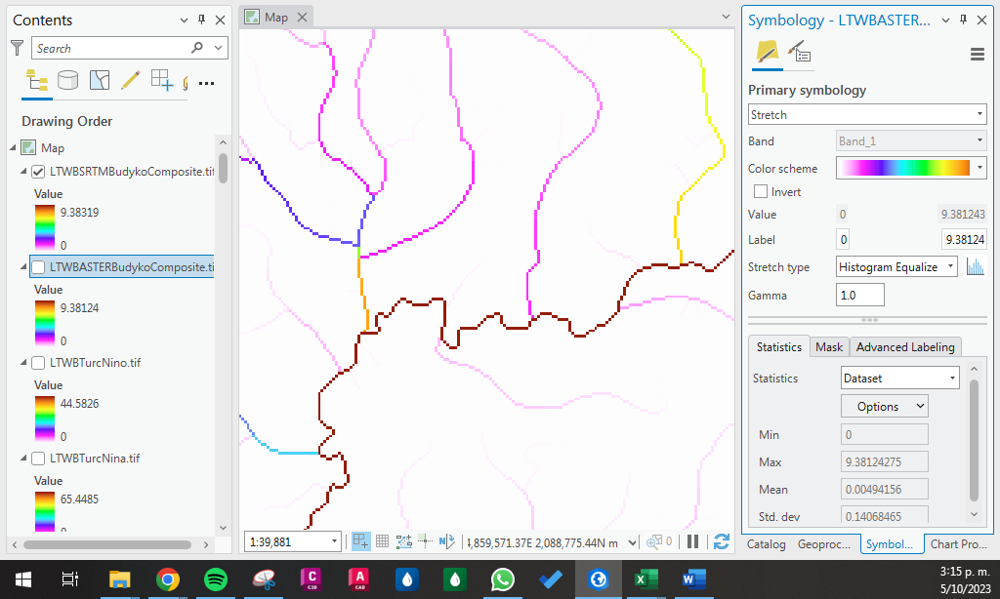 Contents
Search
Drawing Order
Map
LTWBSRTMBudykoComposite.tif
Value
9.38319
0
LTWBASTERBudykoComposite.ti
Value
9.38124
0
LTWBTurcNino.tif
Value
44.5826
0
LTWBTurcNina.tif
Value
65.4485
0
Map
1:39,881
4,859,571.37E 2,088,775.44N m
0
Symbology - LTWBASTER...
Primary symbology
Stretch
Band
Band_1
Color scheme
Invert
Value
0
9.381243
Label
0
9.38124
Stretch type
Histogram Equalize
Gamma
1.0
Statistics
Mask
Advanced Labeling
Statistics
Dataset
Options
Min
0
Max
9.38124275
Mean
0.00494156
Std. dev
0.14068465
Catalog
Geoproc...
Symbol...
Chart Pro...
C
C3D
A
CAD
X
W
3:15 p. m.
5/10/2023